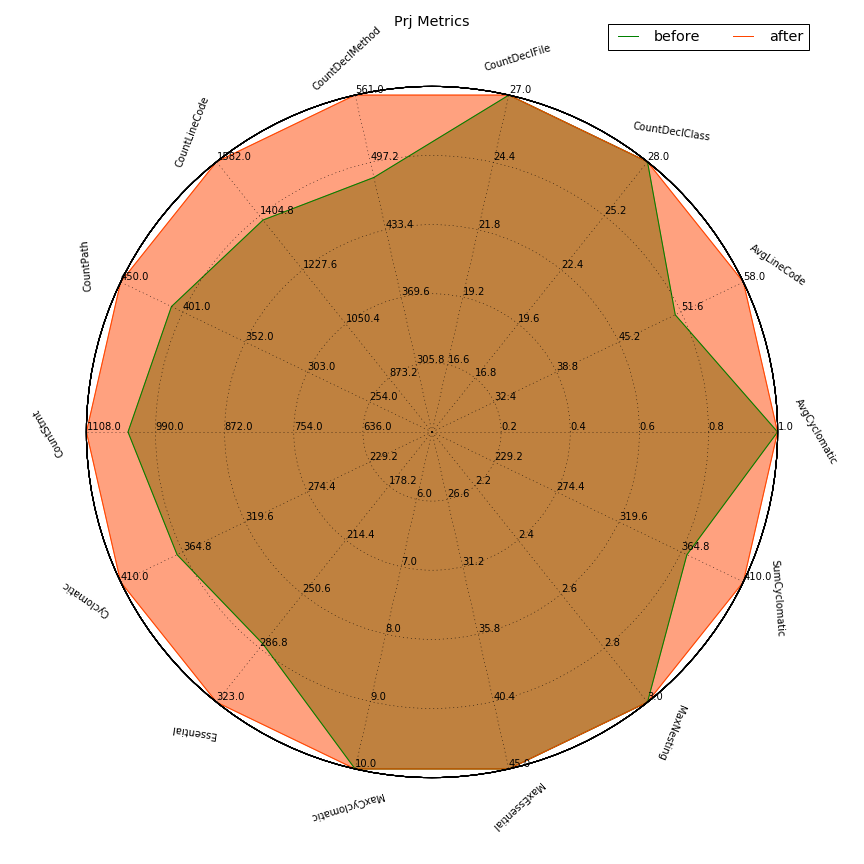 Prj Metrics
before after
CountDeclMethod
CountDeclFile
CountLineCode
CountDeclClass
CountPath
AvgLineCode
CountStmt
AvgCyclomatic
Cyclomatic
SumCyclomatic
Essential
MaxNesting
MaxCyclomatic
MaxEssential
561.0 27.0
1582.0 497.2 24.4 28.0
1404.8 433.4 21.8 25.2
1227.6 22.4
450.0 401.0 1050.4 369.6 19.2 19.6 51.6 58.0
352.0 873.2 305.8 16.6 16.8 38.8 45.2
303.0
254.0 32.4
1108.0 990.0 872.0 754.0 636.0 0.2 0.4 0.6 0.8 1.0
229.2 229.2
274.4 178.2 6.0 26.6 2.2 274.4
319.6 214.4 7.0 31.2 2.4 319.6
364.8 364.8
410.0 250.6 8.0 35.8 2.6 410.0
286.8 2.8
323.0 9.0 40.4 3.0
10.0 45.0